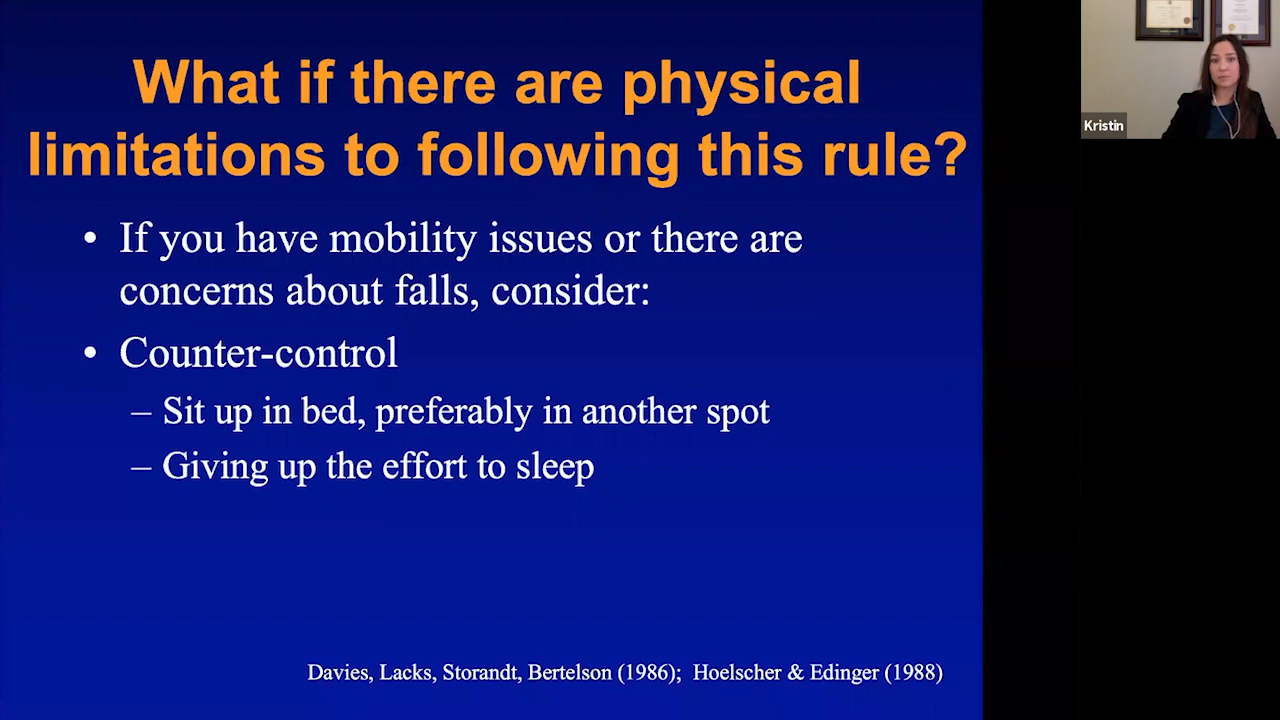 What if there are physical
limitations to following this rule?
• If you have mobility issues or there are
concerns about falls, consider:
• Counter-control
– Sit up in bed, preferably in another spot
– Giving up the effort to sleep
Davies, Lacks, Storandt, Bertelson (1986); Hoelscher & Edinger (1988)
Kristin